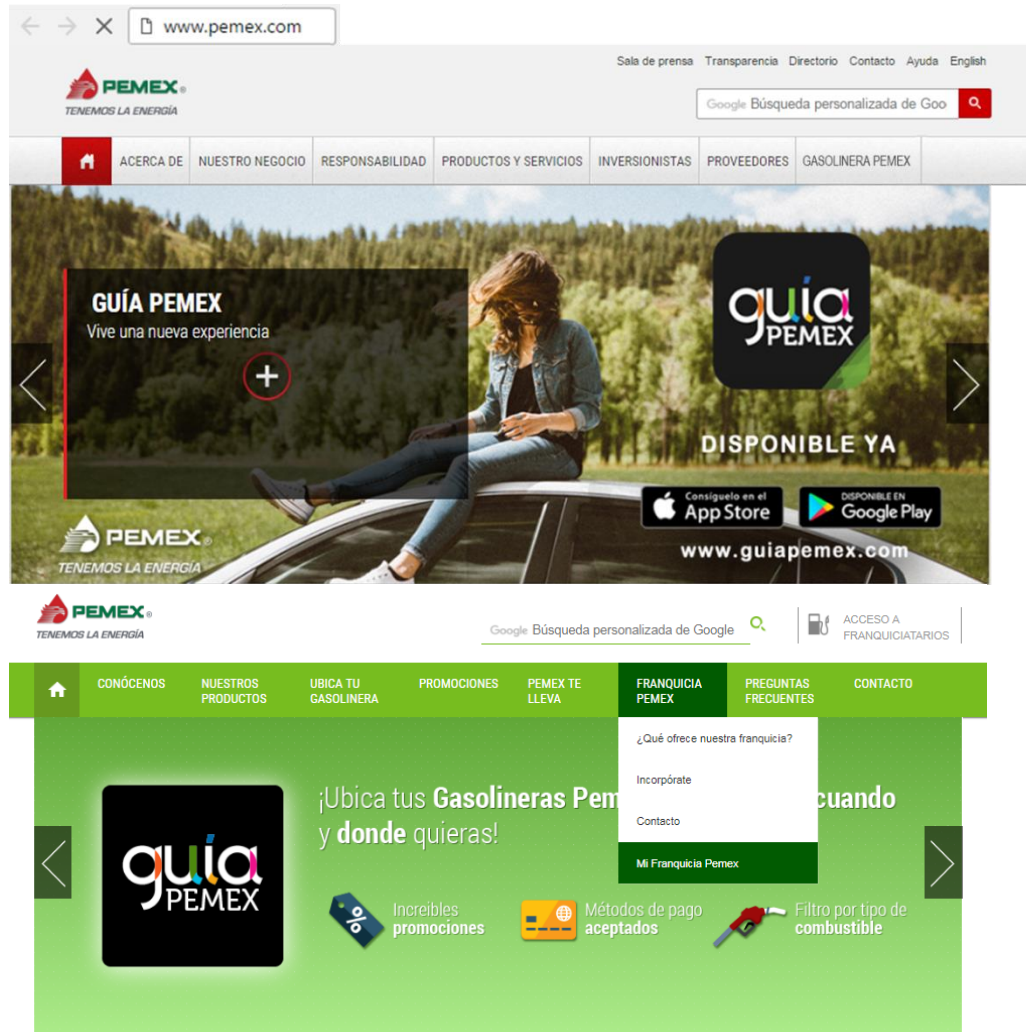 www.pemex.com
Sala de prensa Transparencia Directorio Contacto Ayuda English
PEMEX®
TENEMOS LA ENERGÍA
Google Búsqueda personalizada de Goo
ACERCA DE NUESTRO NEGOCIO RESPONSABILIDAD PRODUCTOS Y SERVICIOS INVERSIONISTAS PROVEEDORES GASOLINERA PEMEX
GUÍA PEMEX
Vive una nueva experiencia
guía
PEMEX
DISPONIBLE YA
Consíguelo en el
App Store
DISPONIBLE EN
Google Play
www.guiapemex.com
PEMEX®
TENEMOS LA ENERGÍA
PEMEX®
TENEMOS LA ENERGÍA
Google Búsqueda personalizada de Google
ACCESO A
FRANQUICIATARIOS
CONÓCENOS
NUESTROS
PRODUCTOS
UBICA TU
GASOLINERA
PROMOCIONES
PEMEX TE
LLEVA
FRANQUICIA
PEMEX
PREGUNTAS
FRECUENTES
CONTACTO
¿Qué ofrece nuestra franquicia?
Incorpórate
Contacto
Mi Franquicia Pemex
guía
PEMEX
¡Ubica tus Gasolineras Pem cuando
y donde quieras!
%
Increibles
promociones
Métodos de pago
aceptados
Filtro por tipo de
combustible